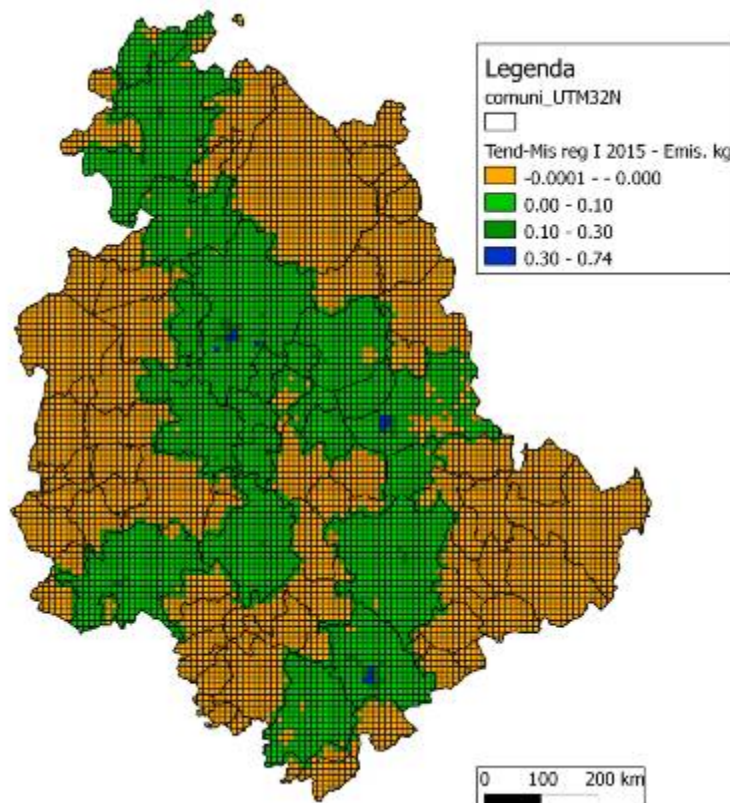 Legenda
comuni_UTM32N
Tend-Mis reg I 2015 - Emis. kg
-0.0001 - - 0.000
0.00 - 0.10
0.10 - 0.30
0.30 - 0.74
0 100 200 km